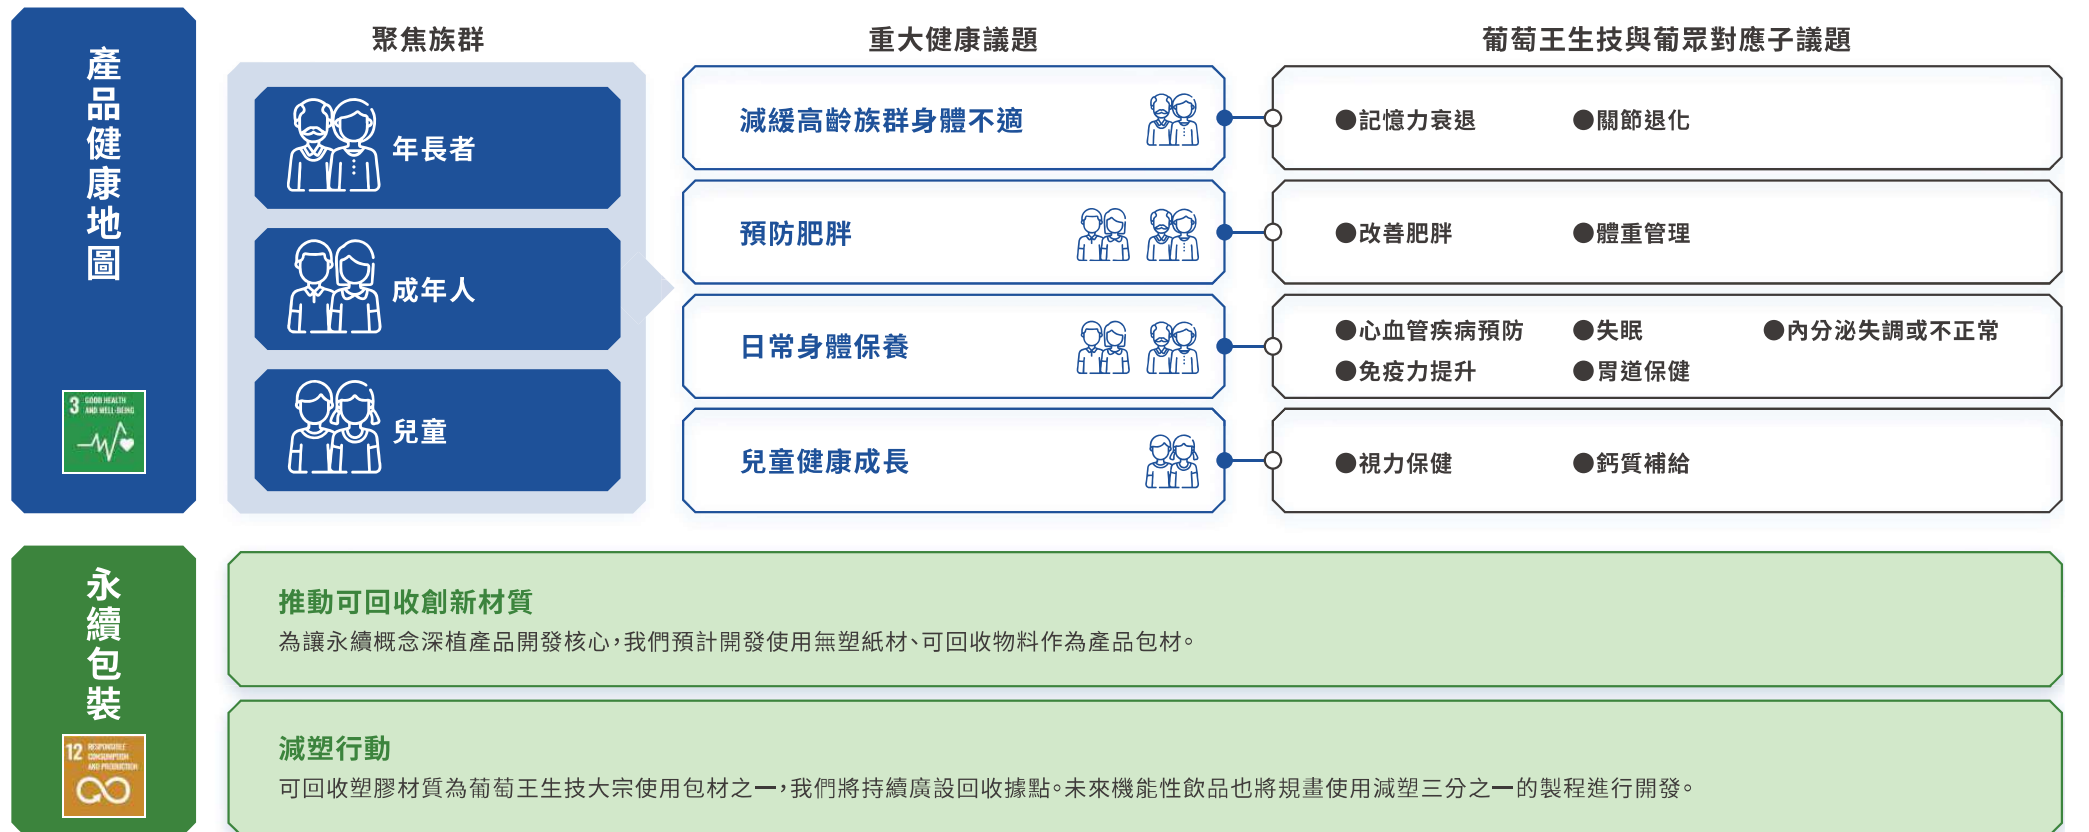 產品健康地圖
3 GOOD HEALTH
AND WELL-BEING
聚焦族群
年長者
成年人
兒童
重大健康議題
減緩高齡族群身體不適
預防肥胖
日常身體保養
兒童健康成長
葡萄王生技與葡眾對應子議題
●記憶力衰退 ●關節退化
●改善肥胖 ●體重管理
●心血管疾病預防 ●失眠 ●內分泌失調或不正常
●免疫力提升 ●胃道保健
●視力保健 ●鈣質補給
永續包裝
12 RESPONSIBLE
CONSUMPTION
AND PRODUCTION
推動可回收創新材質
為讓永續概念深植產品開發核心，我們預計開發使用無塑紙材、可回收物料作為產品包材。
減塑行動
可回收塑膠材質為葡萄王生技大宗使用包材之一，我們將持續廣設回收據點。未來機能性飲品也將規畫使用減塑三分之一的製程進行開發。